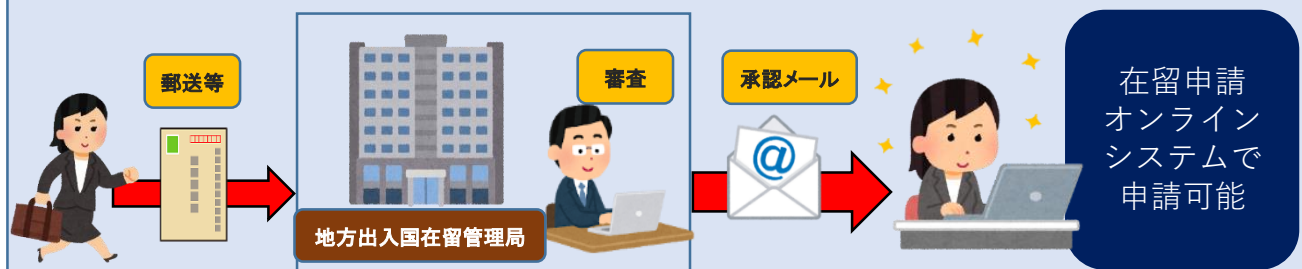 郵送等
審査
地方出入国在留管理局
承認メール
@
在留申請
オンライン
システムで
申請可能